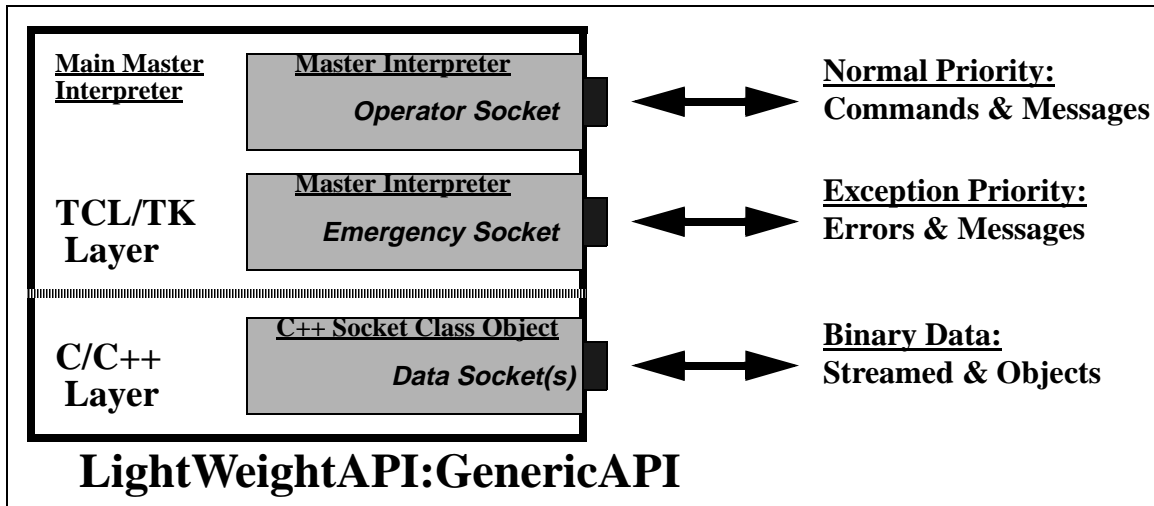 Main Master
Interpreter
Master Interpreter
Operator Socket
Normal Priority:
Commands & Messages
TCL/TK
Layer
Master Interpreter
Emergency Socket
Exception Priority:
Errors & Messages
C/C++
Layer
C++ Socket Class Object
Data Socket(s)
Binary Data:
Streamed & Objects
LightWeightAPI:GenericAPI